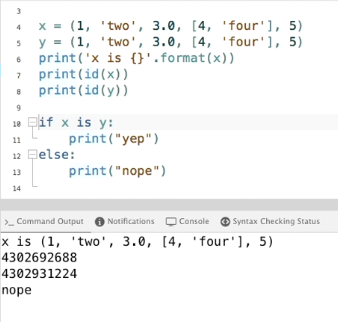 3
4 x = (1, 'two', 3.0, [4, 'four'], 5)
5 y = (1, 'two', 3.0, [4, 'four'], 5)
6 print('x is {}'.format(x))
7 print(id(x))
8 print(id(y))
9
10 if x is y:
11     print("yep")
12 else:
13     print("nope")
14
>_ Command Output Notifications Console Syntax Checking Status
x is (1, 'two', 3.0, [4, 'four'], 5)
4302692688
4302931224
nope